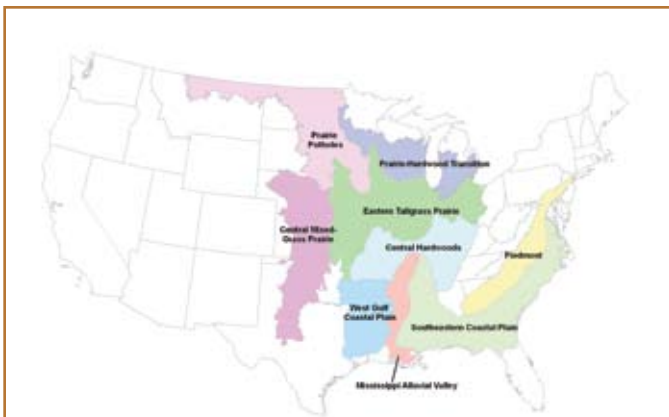 Prairie
Potholes
Prairie-Hardwood Transition
Eastern Tallgrass Prairie
Central Mixed-
Grass Prairie
Central Hardwoods
Piedmont
West Gulf
Coastal Plain
Southeastern Coastal Plain
Mississippi Alluvial Valley